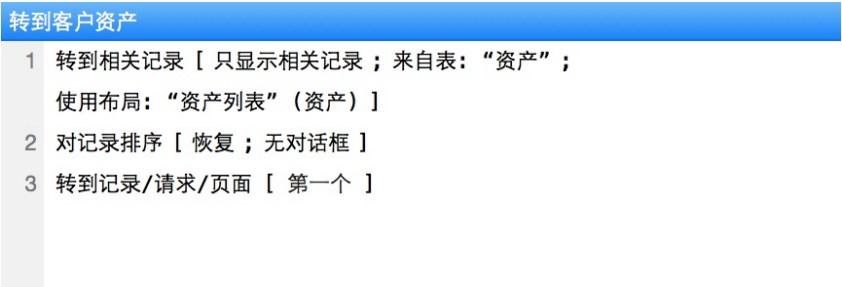 转到客户资产
1 转到相关记录 [ 只显示相关记录 ; 来自表: “资产” ;
使用布局: “资产列表” (资产) ]
2 对记录排序 [ 恢复 ; 无对话框 ]
3 转到记录/请求/页面 [ 第一个 ]